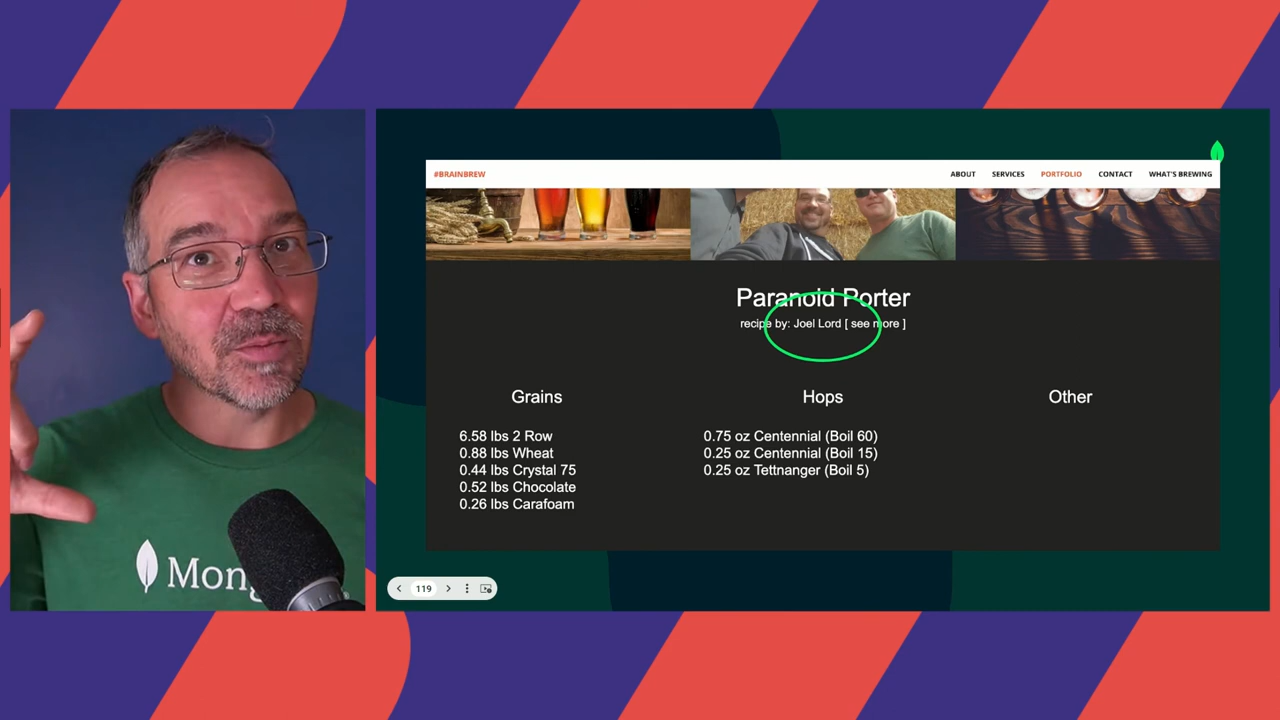 #BRAINBREW
ABOUT SERVICES PORTFOLIO CONTACT WHAT'S BREWING
Paranoid Porter
recipe by: Joel Lord [ see more ]
Grains
6.58 lbs 2 Row
0.88 lbs Wheat
0.44 lbs Crystal 75
0.52 lbs Chocolate
0.26 lbs Carafoam
Hops
0.75 oz Centennial (Boil 60)
0.25 oz Centennial (Boil 15)
0.25 oz Tettnanger (Boil 5)
Other
Mon
119